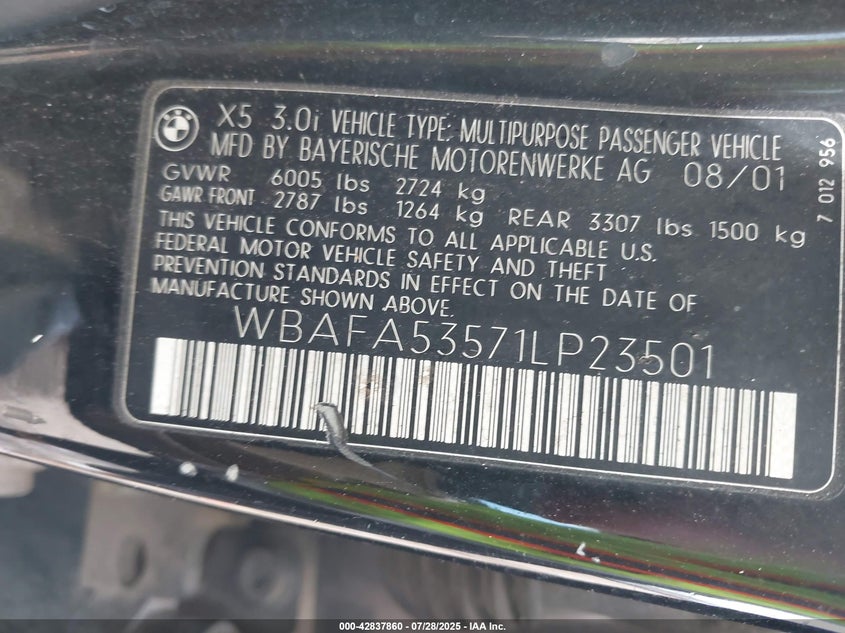 X5 3.0i VEHICLE TYPE: MULTIPURPOSE PASSENGER VEHICLE
MFD BY BAYERISCHE MOTORENWERKE AG 08/01
GVWR 6005 lbs 2724 kg
GAWR FRONT 2787 lbs 1264 kg REAR 3307 lbs 1500 kg
THIS VEHICLE CONFORMS TO ALL APPLICABLE U.S.
FEDERAL MOTOR VEHICLE SAFETY AND THEFT
PREVENTION STANDARDS IN EFFECT ON THE DATE OF
MANUFACTURE SHOWN ABOVE.
WBAFA53571LP23501
7 012 956
000-42837860 | 07/28/2025 - IAA Inc.